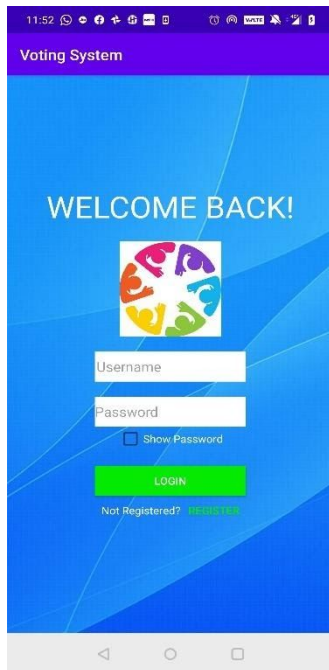 11:52
Voting System
WELCOME BACK!
Username
Password
Show Password
LOGIN
Not Registered? REGISTER